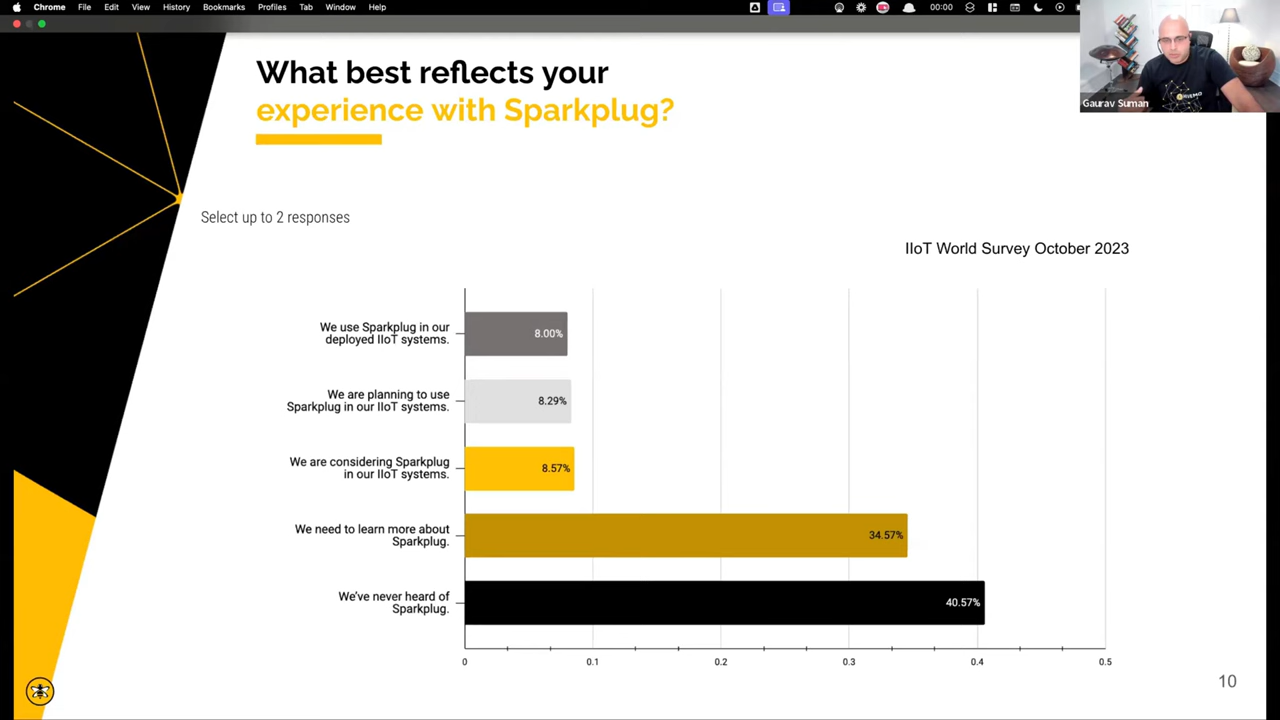 Chrome File Edit View History Bookmarks Profiles Tab Window Help 00:00
What best reflects your
experience with Sparkplug?
Gaurav Suman
Select up to 2 responses
IIoT World Survey October 2023
We use Sparkplug in our
deployed IIoT systems.
8.00%
We are planning to use
Sparkplug in our IIoT systems.
8.29%
We are considering Sparkplug
in our IIoT systems.
8.57%
We need to learn more about
Sparkplug.
34.57%
We've never heard of
Sparkplug.
40.57%
0 0.1 0.2 0.3 0.4 0.5
10